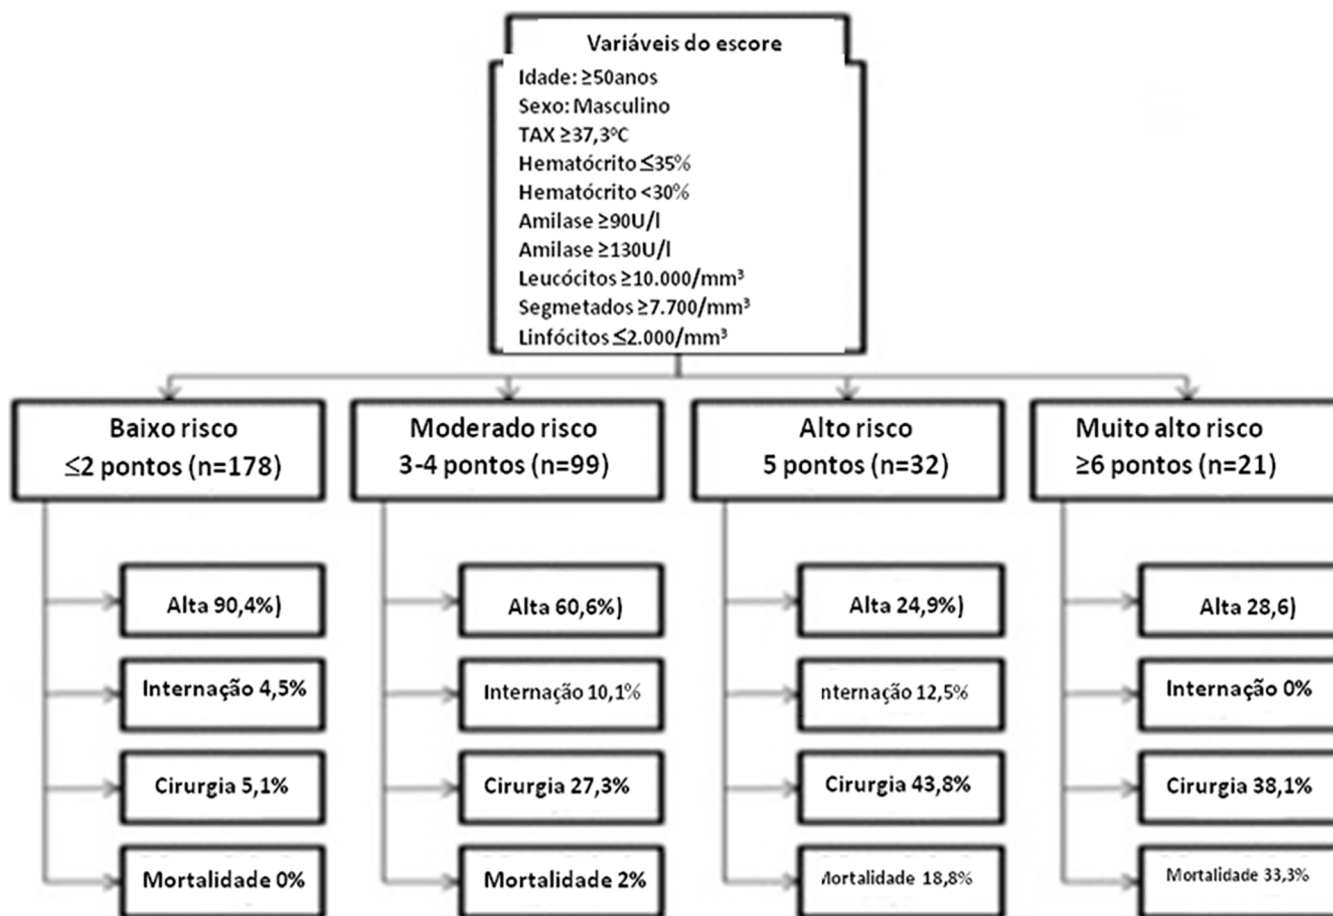 Variáveis do escore
Idade: ≥50anos
Sexo: Masculino
TAX ≥37,3ºC
Hematócrito ≤35%
Hematócrito <30%
Amilase ≥90U/l
Amilase ≥130U/l
Leucócitos ≥10.000/mm³
Segmetados ≥7.700/mm³
Linfócitos ≤2.000/mm³
Baixo risco
≤2 pontos (n=178)
Alta 90,4%)
Internação 4,5%
Cirurgia 5,1%
Mortalidade 0%
Moderado risco
3-4 pontos (n=99)
Alta 60,6%)
Internação 10,1%
Cirurgia 27,3%
Mortalidade 2%
Alto risco
5 pontos (n=32)
Alta 24,9%)
nternação 12,5%
Cirurgia 43,8%
Mortalidade 18,8%
Muito alto risco
≥6 pontos (n=21)
Alta 28,6)
Internação 0%
Cirurgia 38,1%
Mortalidade 33,3%